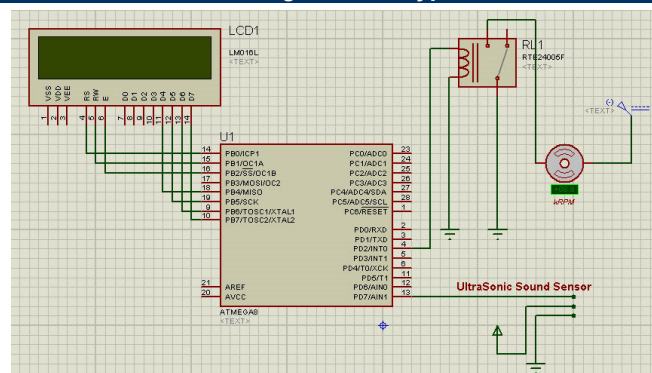 LCD1
LM016L
<TEXT>
VSS VDD VEE RS RW E D0 D1 D2 D3 D4 D5 D6 D7
1 2 3 4 5 6 7 8 9 10 11 12 13 14
RL1
RTE24005F
<TEXT>
(-)
<TEXT>
kRPM
U1
14 PB0/ICP1 PC0/ADC0 23
15 PB1/OC1A PC1/ADC1 24
16 PB2/SS/OC1B PC2/ADC2 25
17 PB3/MOSI/OC2 PC3/ADC3 26
18 PB4/MISO PC4/ADC4/SDA 27
19 PB5/SCK PC5/ADC5/SCL 28
9 PB6/TOSC1/XTAL1 PC6/RESET 1
10 PB7/TOSC2/XTAL2
PD0/RXD 2
PD1/TXD 3
PD2/INT0 4
PD3/INT1 5
PD4/T0/XCK 6
PD5/T1 11
21 AREF PD6/AIN0 12
20 AVCC PD7/AIN1 13
ATMEGA8
<TEXT>
UltraSonic Sound Sensor